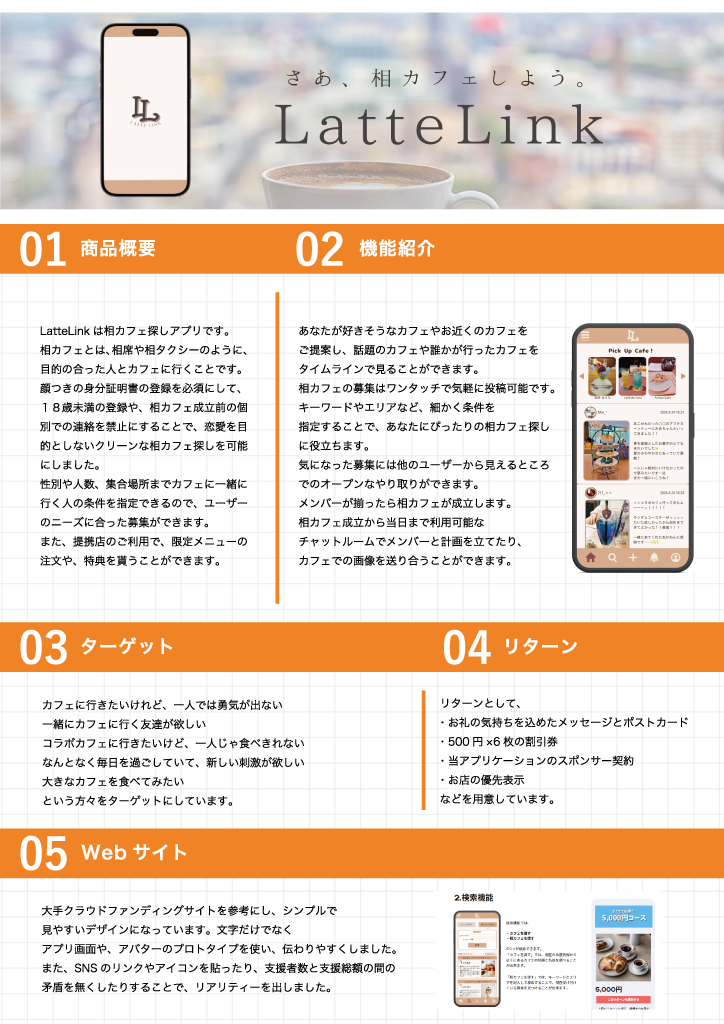 さあ、相カフェしよう。
LatteLink
LL
LATTE LINK
01 商品概要
LatteLinkは相カフェ探しアプリです。
相カフェとは、相席や相タクシーのように、
目的の合った人とカフェに行くことです。
顔つきの身分証明書の登録を必須にして、
１８歳未満の登録や、相カフェ成立前の個
別での連絡を禁止にすることで、恋愛を目
的としないクリーンな相カフェ探しを可能
にしました。
性別や人数、集合場所までカフェに一緒に
行く人の条件を指定できるので、ユーザー
のニーズに合った募集ができます。
また、提携店のご利用で、限定メニューの
注文や、特典を貰うことができます。
02 機能紹介
あなたが好きそうなカフェやお近くのカフェを
ご提案し、話題のカフェや誰かが行ったカフェを
タイムラインで見ることができます。
相カフェの募集はワンタッチで気軽に投稿可能です。
キーワードやエリアなど、細かく条件を
指定することで、あなたにぴったりの相カフェ探し
に役立ちます。
気になった募集には他のユーザーから見えるところ
でのオープンなやり取りができます。
メンバーが揃ったら相カフェが成立します。
相カフェ成立から当日まで利用可能な
チャットルームでメンバーと計画を立てたり、
カフェでの画像を送り合うことができます。
Pick Up Cafe !
03 ターゲット
カフェに行きたいけれど、一人では勇気が出ない
一緒にカフェに行く友達が欲しい
コラボカフェに行きたいけど、一人じゃ食べきれない
なんとなく毎日を過ごしていて、新しい刺激が欲しい
大きなカフェを食べてみたい
という方々をターゲットにしています。
04 リターン
リターンとして、
・お礼の気持ちを込めたメッセージとポストカード
・500円×6枚の割引券
・当アプリケーションのスポンサー契約
・お店の優先表示
などを用意しています。
05 Webサイト
大手クラウドファンディングサイトを参考にし、シンプルで
見やすいデザインになっています。文字だけでなく
アプリ画面や、アバターのプロトタイプを使い、伝わりやすくしました。
また、SNSのリンクやアイコンを貼ったり、支援者数と支援総額の間の
矛盾を無くしたりすることで、リアリティーを出しました。
2.検索機能
検索機能では、
・カフェを探す
・相カフェを探す
5,000円コース
5,000円